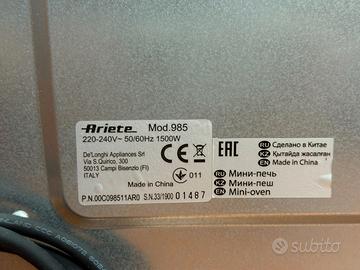 Ariete Mod.985
220-240V~ 50/60Hz 1500W
De'Longhi Appliances Srl
Via S.Quirico, 300
50013 Campi Bisenzio (FI)
ITALY
Made in China
011
P.N.00C098511AR0 S.N.33/1900 01487
EAC
RU Сделано в Китае
KZ Қытайда жасалған
EN Made in China
RU Мини-печь
KZ Мини-пеш
EN Mini-oven
subito